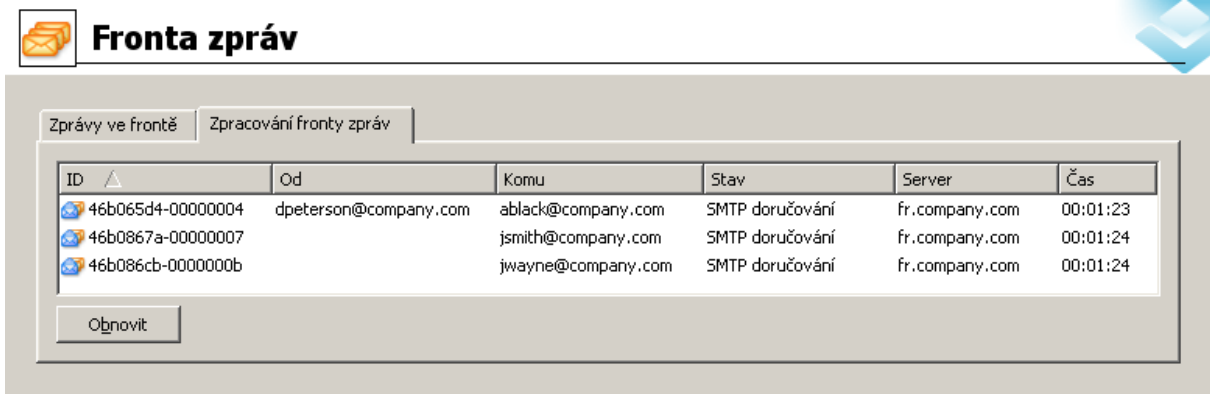 Fronta zpráv
Zprávy ve frontě Zpracování fronty zpráv
ID Od Komu Stav Server Čas
46b065d4-00000004 dpeterson@company.com ablack@company.com SMTP doručování fr.company.com 00:01:23
46b0867a-00000007 jsmith@company.com SMTP doručování fr.company.com 00:01:24
46b086cb-0000000b jwayne@company.com SMTP doručování fr.company.com 00:01:24
Obnovit